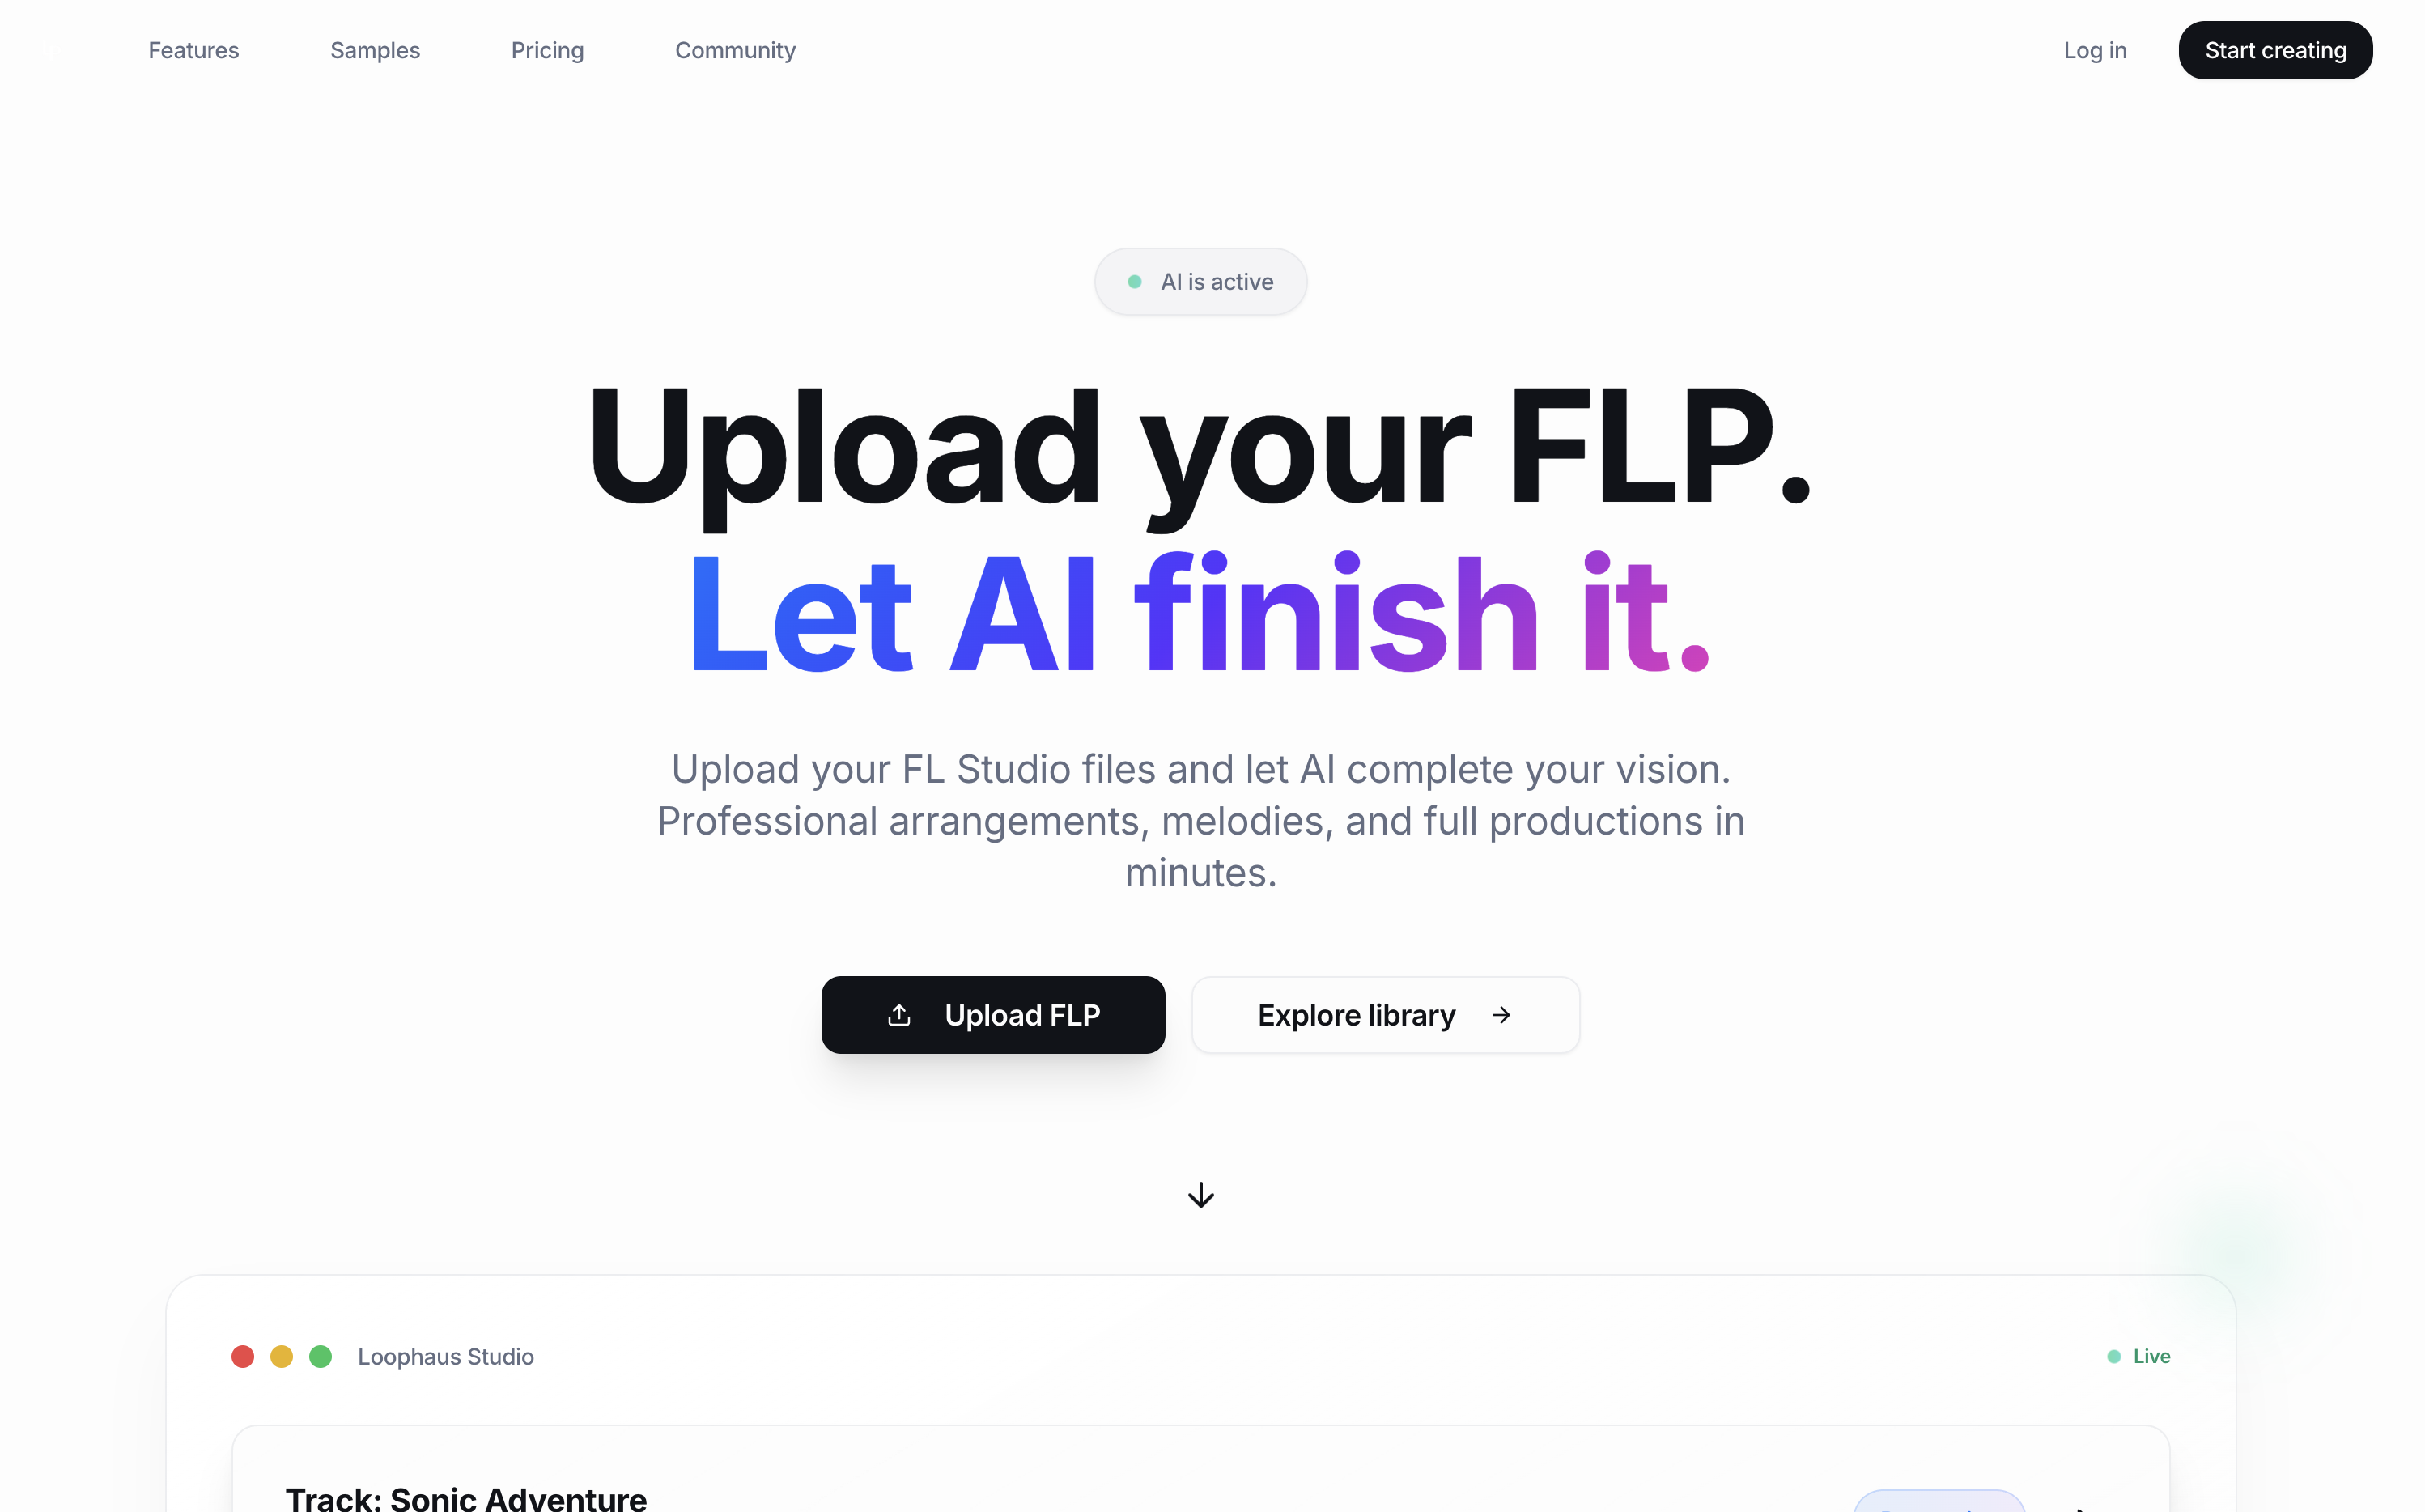 Features
Samples
Pricing
Community
Log in
Start creating
AI is active
Upload your FLP.
Let AI finish it.
Upload your FL Studio files and let AI complete your vision.
Professional arrangements, melodies, and full productions in
minutes.
Upload FLP
Explore library
Loophaus Studio
Live
Track: Sonic Adventure